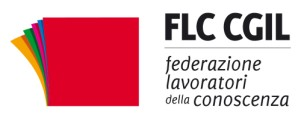 FLC CGIL
federazione
lavoratori
della conoscenza